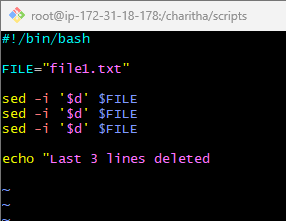 root@ip-172-31-18-178:/charitha/scripts
#!/bin/bash
FILE="file1.txt"
sed -i '$d' $FILE
sed -i '$d' $FILE
sed -i '$d' $FILE
echo "Last 3 lines deleted
~
~
~